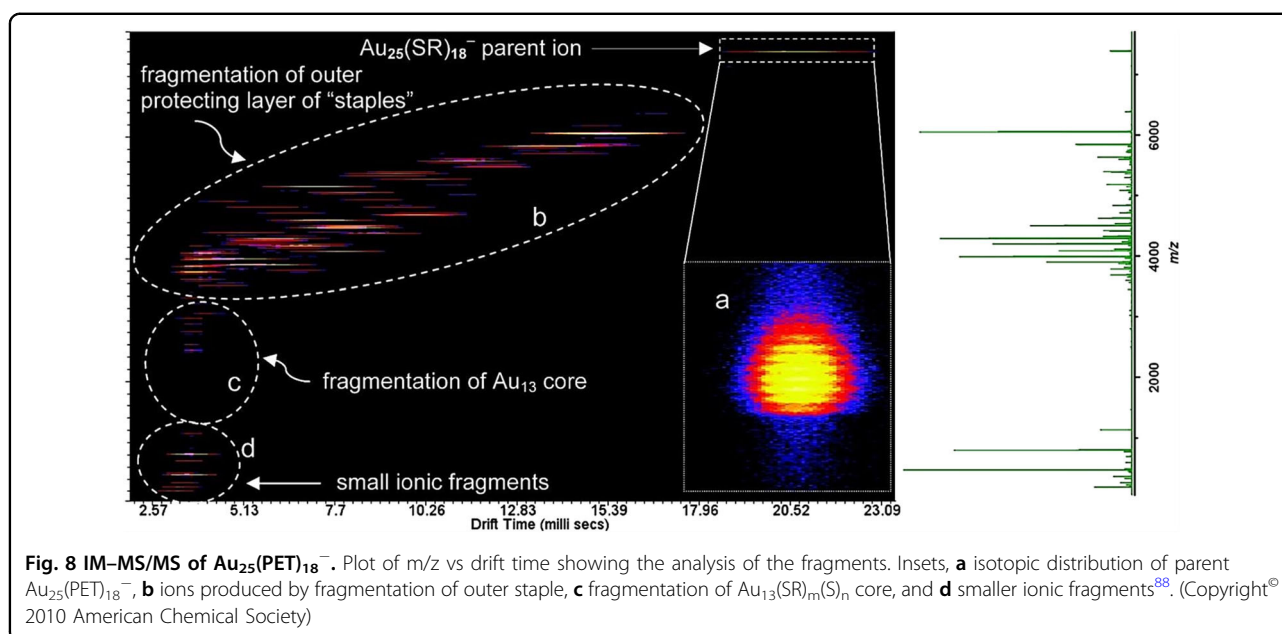 Au₂₅(SR)₁₈⁻ parent ion
fragmentation of outer
protecting layer of “staples”
b
a
c
fragmentation of Au₁₃ core
d
small ionic fragments
6000
4000
2000
m/z
2.57 5.13 7.7 10.26 12.83 15.39 17.96 20.52 23.09
Drift Time (milli secs)
Fig. 8 IM–MS/MS of Au₂₅(PET)₁₈⁻. Plot of m/z vs drift time showing the analysis of the fragments. Insets, a isotopic distribution of parent
Au₂₅(PET)₁₈⁻, b ions produced by fragmentation of outer staple, c fragmentation of Au₁₃(SR)ₘ(S)ₙ core, and d smaller ionic fragments⁸⁸. (Copyright©
2010 American Chemical Society)